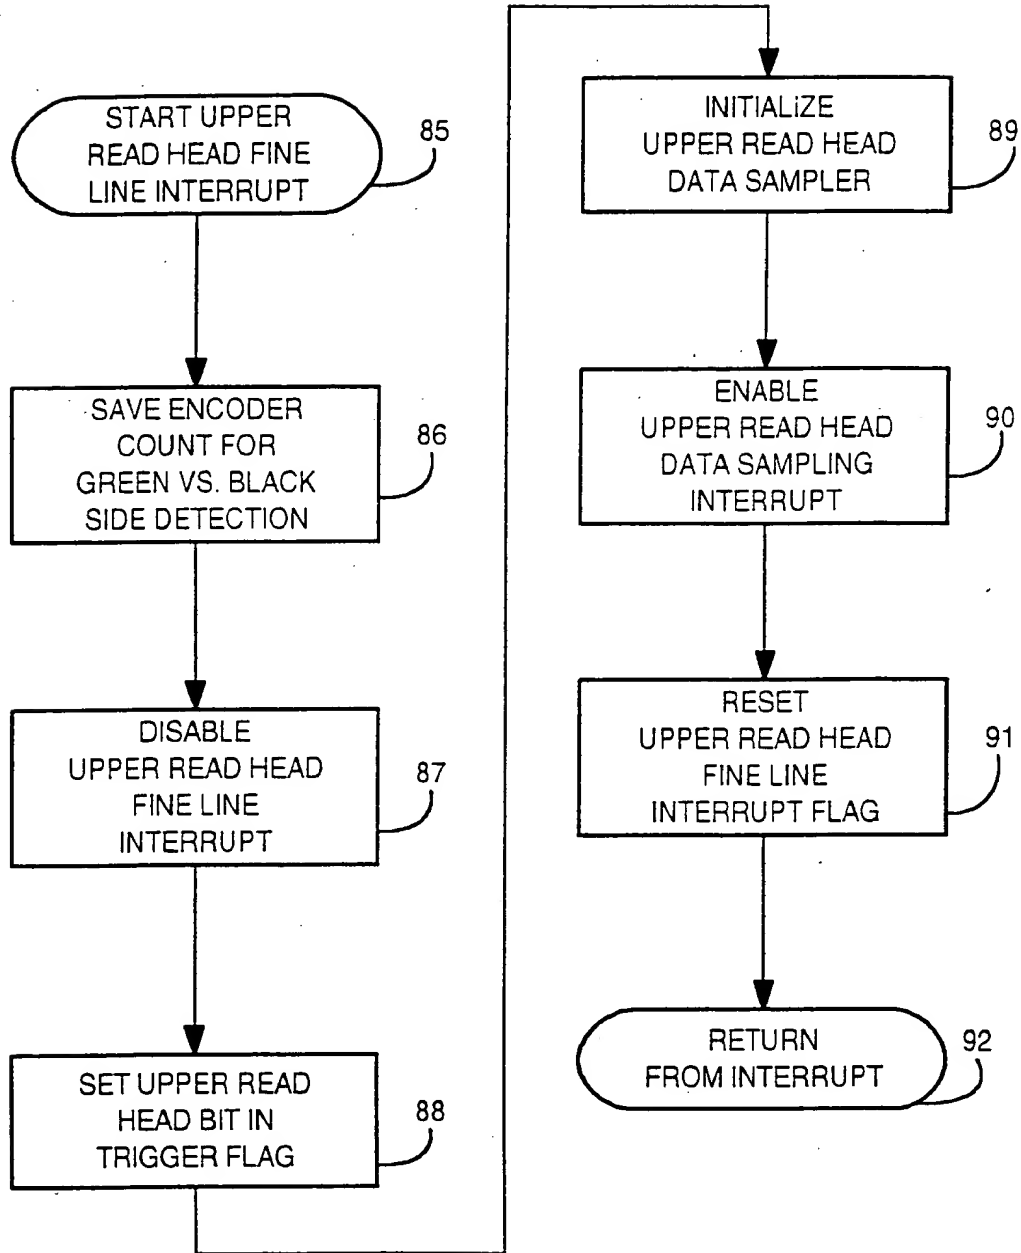 START UPPER
READ HEAD FINE
LINE INTERRUPT
85
SAVE ENCODER
COUNT FOR
GREEN VS. BLACK
SIDE DETECTION
86
DISABLE
UPPER READ HEAD
FINE LINE
INTERRUPT
87
SET UPPER READ
HEAD BIT IN
TRIGGER FLAG
88
INITIALIZE
UPPER READ HEAD
DATA SAMPLER
89
ENABLE
UPPER READ HEAD
DATA SAMPLING
INTERRUPT
90
RESET
UPPER READ HEAD
FINE LINE
INTERRUPT FLAG
91
RETURN
FROM INTERRUPT
92